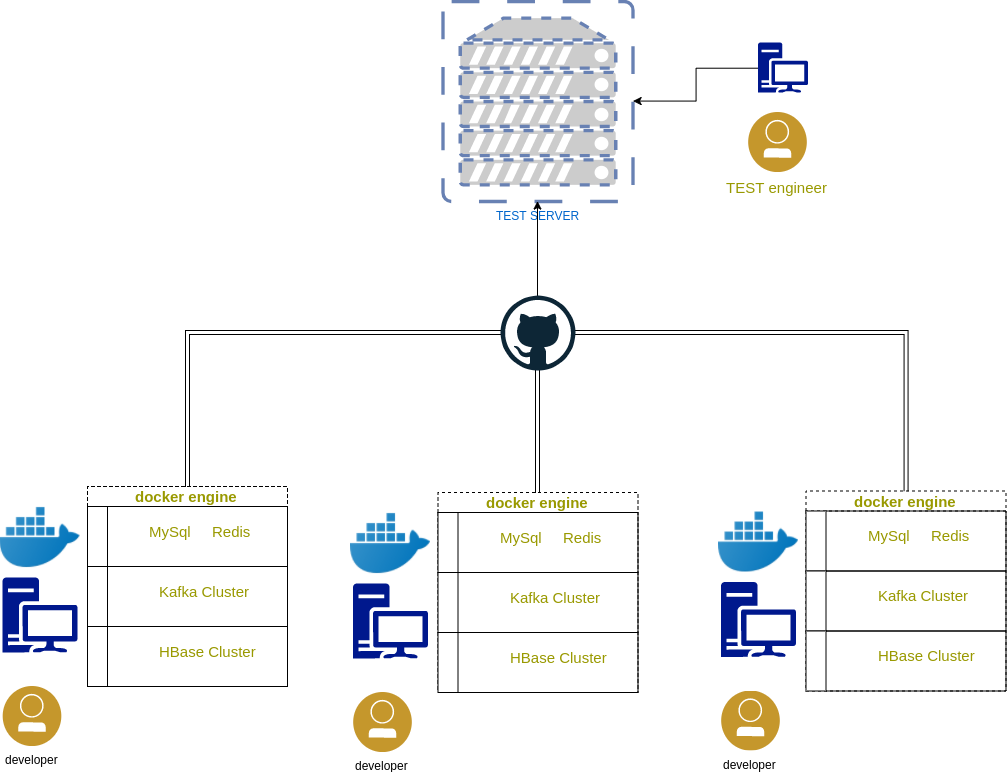 TEST engineer
TEST SERVER
docker engine
MySql Redis
Kafka Cluster
HBase Cluster
developer
docker engine
MySql Redis
Kafka Cluster
HBase Cluster
developer
docker engine
MySql Redis
Kafka Cluster
HBase Cluster
developer